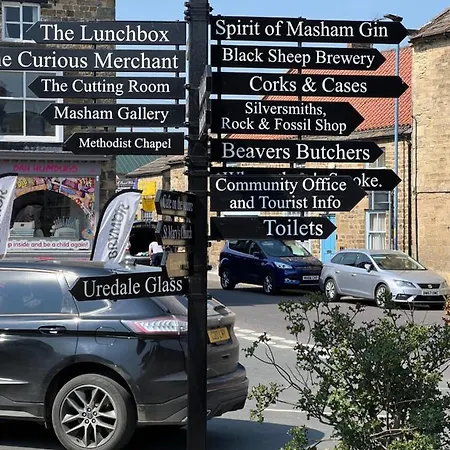 The Lunchbox
The Curious Merchant
The Cutting Room
Masham Gallery
Methodist Chapel
Uredale Glass
Spirit of Masham Gin
Black Sheep Brewery
Corks & Cases
Silversmiths,
Rock & Fossil Shop
Beavers Butchers
Community Office
and Tourist Info
Toilets
step inside & be a child again